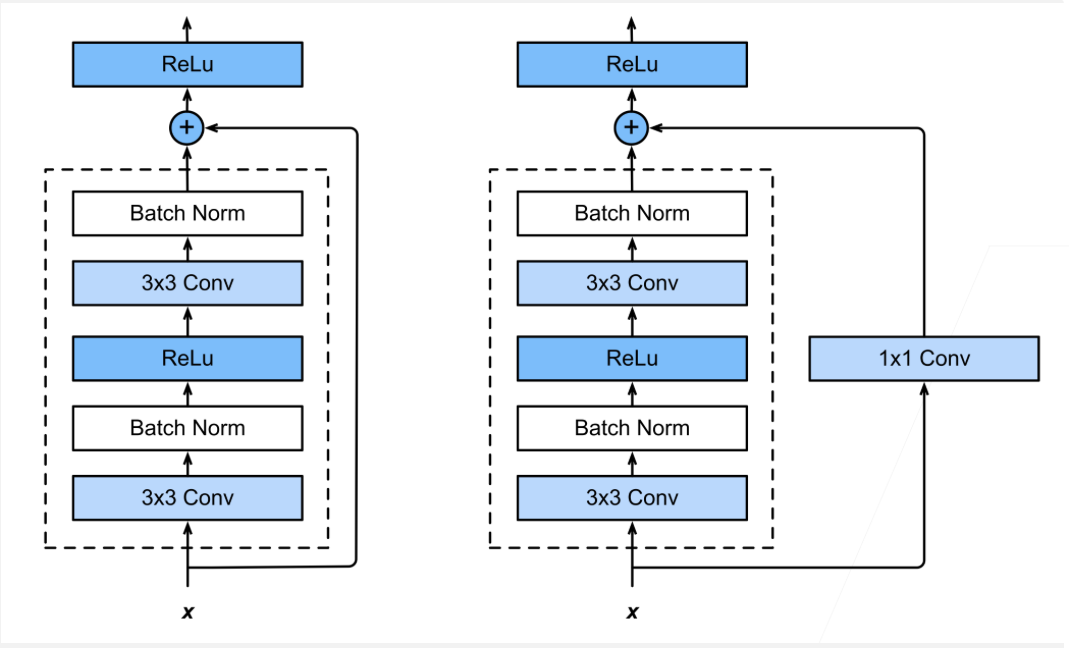 ReLu
+
Batch Norm
3x3 Conv
ReLu
Batch Norm
3x3 Conv
x
ReLu
+
Batch Norm
3x3 Conv
ReLu
Batch Norm
3x3 Conv
1x1 Conv
x